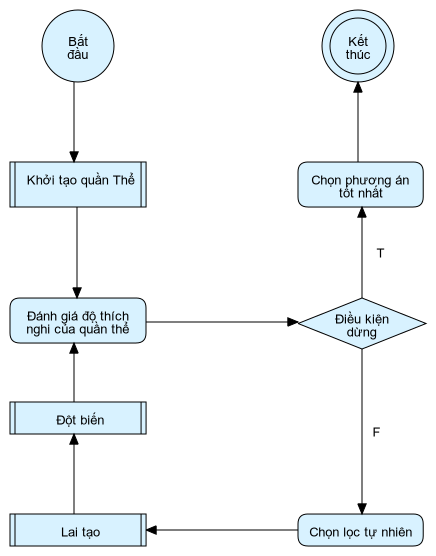 Bất
đầu
Kết
thúc
Khởi tạo quần Thể
Chọn phương án
tốt nhất
T
Đánh giá độ thích
nghi của quần thể
Điều kiện
dừng
F
Đột biến
Lai tạo
Chọn lọc tự nhiên